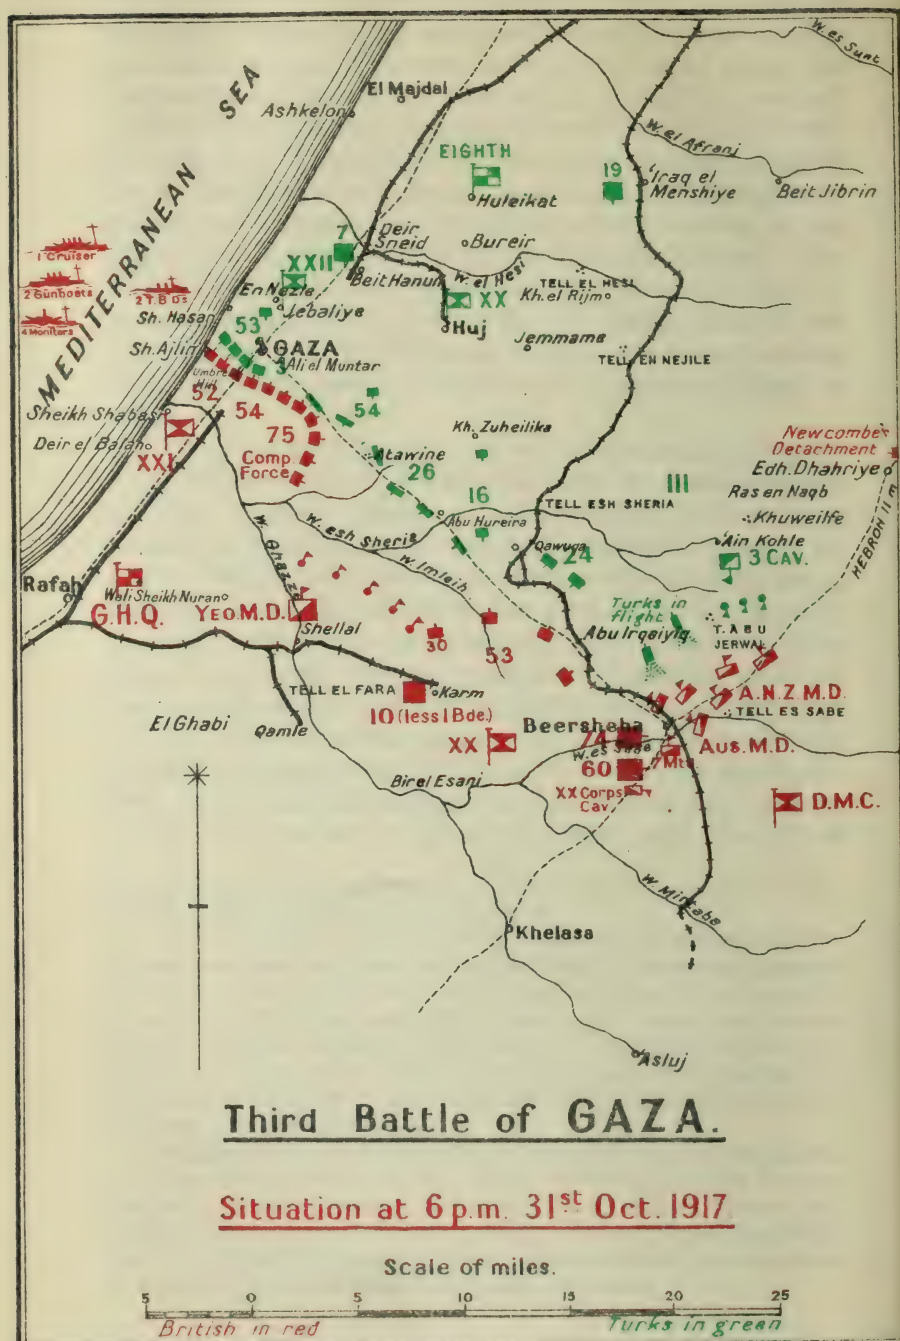 W. es Sunt
El Majdal
MEDITERRANEAN SEA
Ashkelon
EIGHTH
Huleikat
19
W. el Afranj
'Iraq el
Menshiye
Beit Jibrin
1 Cruiser
2 Gunboats
2 T.B Ds
4 Monitors
7
Deir
Sneid
Bureir
XXII
Beit Hanun
W. el Hesi
TELL EL HESI
En Nezle
XX
Kh. el Rijm
Sh. Hasan
Jebaliye
Huj
53
Sh. Ajlin
GAZA
Jemmame
TELL EN NEJILE
Ali el Muntar
3
52
54
54
Sheikh Shabasi
75
Kh. Zuheilika
Newcombe's
Detachment
Deir el Balah
XXI
Comp
Force
Atawine
26
III
Edh. Dhahriye
Ras en Naqb
16
TELL ESH SHERIA
Abu Hureira
Khuweilfe
W. Ghazze
W. esh Sheria
Qawuqa
24
Ain Kohle
3 CAV.
HEBRON 11 m
Rafah
W. Imleih
Wali Sheikh Nuran
G.H.Q.
YEO. M.D.
Turks in
flight
T. ABU
JERWAL
Shellal
30
53
Abu Irqaiyiq
TELL EL FARA
Karm
A.N.Z.M.D.
10 (less 1 Bde.)
TELL ES SABE
El Ghabi
Qamle
Beersheba
XX
74
Aus. M.D.
W. es Saba
7 Mtd
60
Bir el Esani
XX Corps
Cav.
D.M.C.
W. Mirtaba
Khelasa
Asluj
Third Battle of GAZA.
Situation at 6 p.m. 31st Oct. 1917
Scale of miles.
5 0 5 10 15 20 25
British in red
Turks in green